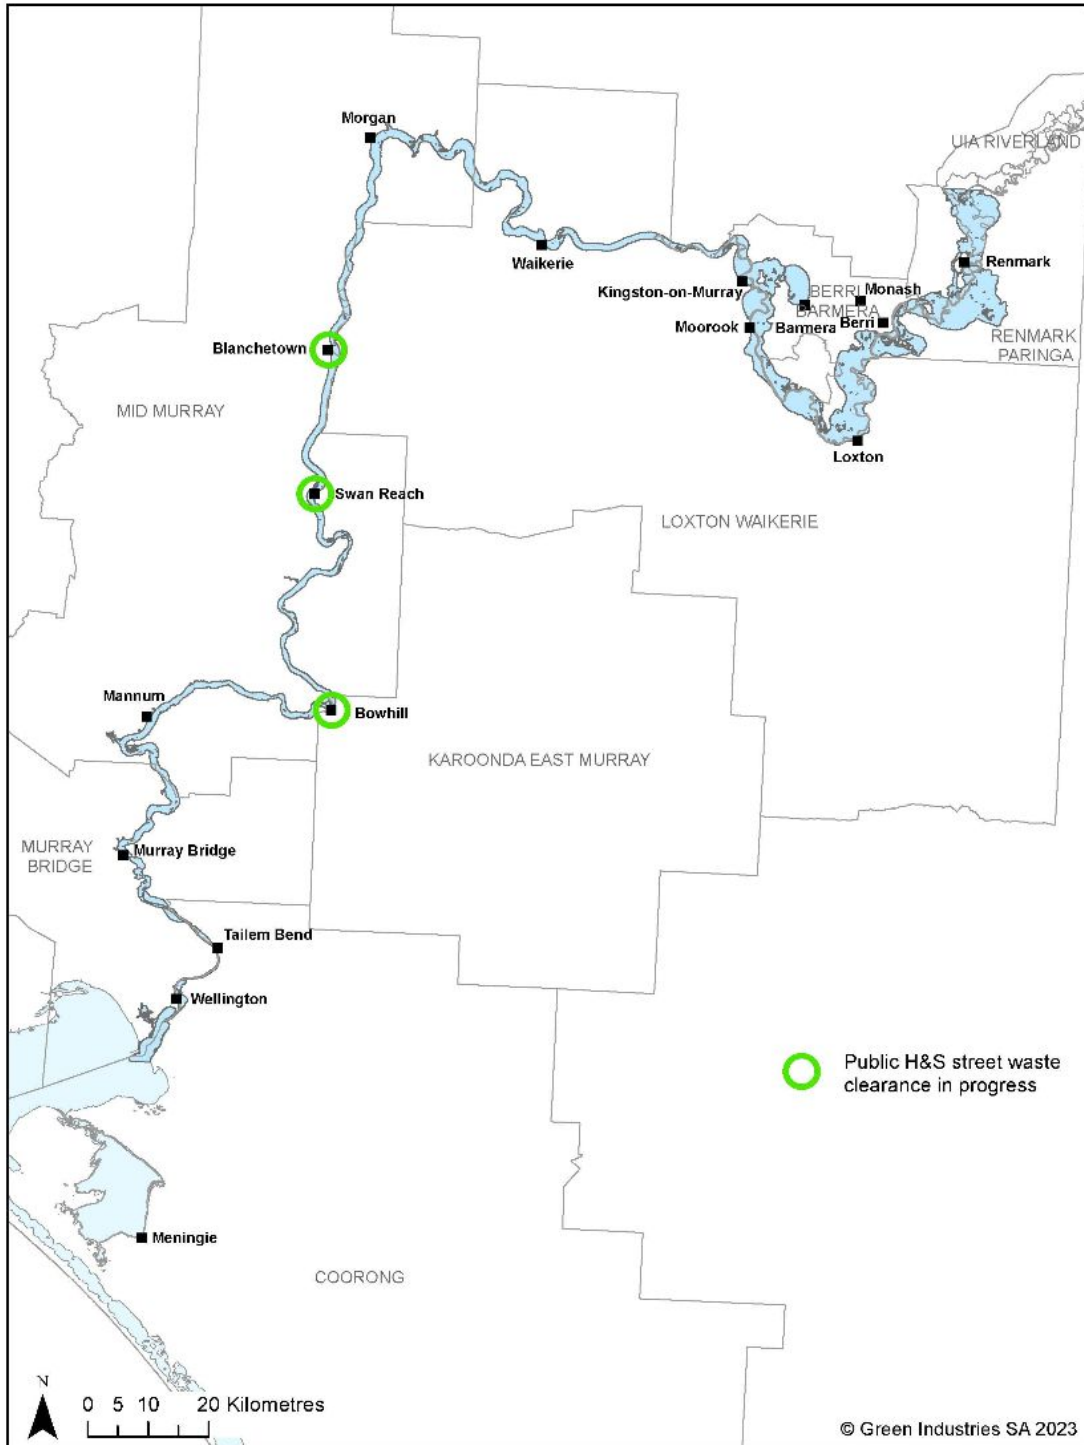 Morgan
UIA RIVERLAND
Waikerie
Renmark
Kingston-on-Murray
BERRI
BARMERA
Monash
Moorook
Barmera
Berri
RENMARK
PARINGA
Blanchetown
MID MURRAY
Loxton
Swan Reach
LOXTON WAIKERIE
Mannum
Bowhill
KAROONDA EAST MURRAY
MURRAY
BRIDGE
Murray Bridge
Tailem Bend
Wellington
Public H&S street waste
clearance in progress
Meningie
COORONG
N
0 5 10 20 Kilometres
© Green Industries SA 2023